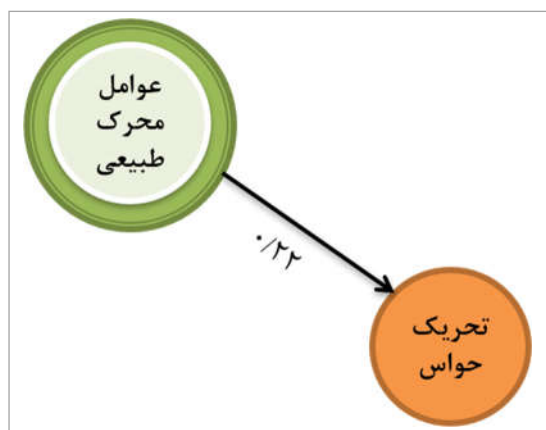 عوامل
محرک
طبیعی
۰/۲۲
تحریک
حواس